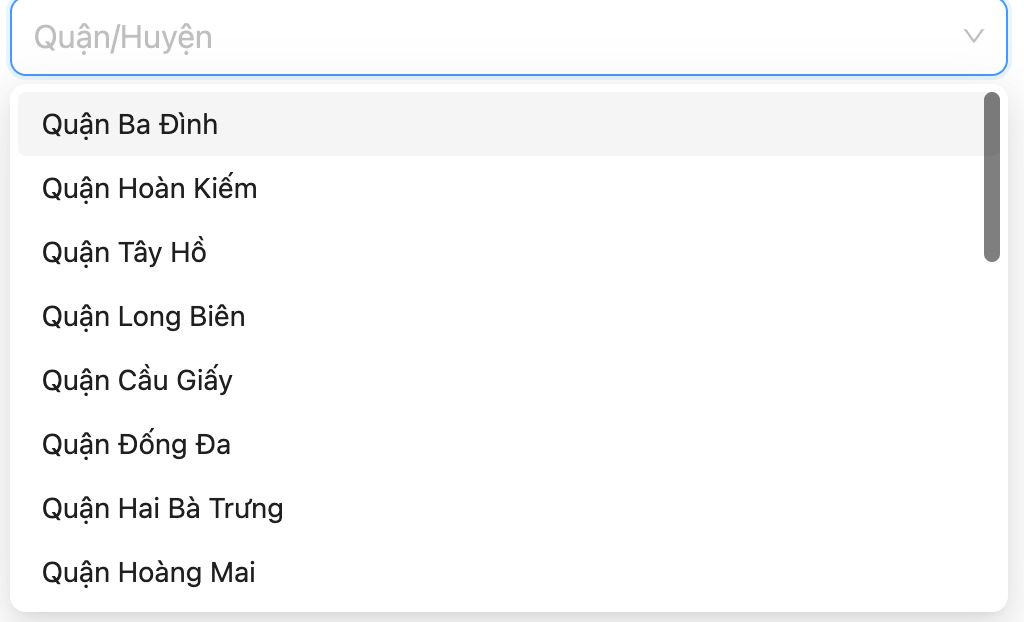 Quận/Huyện
Quận Ba Đình
Quận Hoàn Kiếm
Quận Tây Hồ
Quận Long Biên
Quận Cầu Giấy
Quận Đống Đa
Quận Hai Bà Trưng
Quận Hoàng Mai